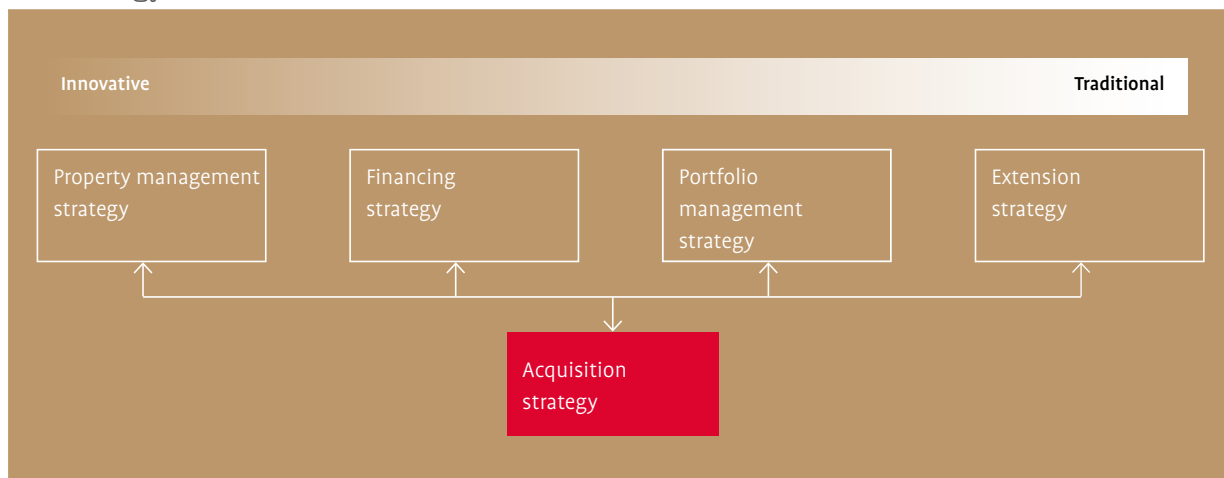 Innovative
Traditional
Property management
strategy
Financing
strategy
Portfolio
management
strategy
Extension
strategy
Acquisition
strategy